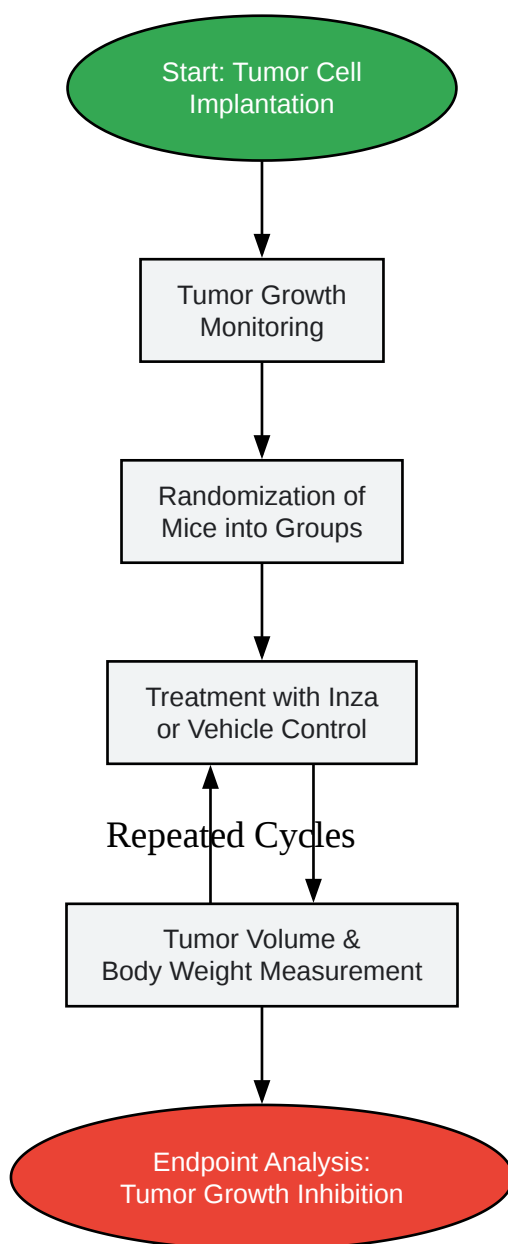 Start: Tumor Cell
Implantation
Tumor Growth
Monitoring
Randomization of
Mice into Groups
Treatment with Inza
or Vehicle Control
Repeated Cycles
Tumor Volume &
Body Weight Measurement
Endpoint Analysis:
Tumor Growth Inhibition